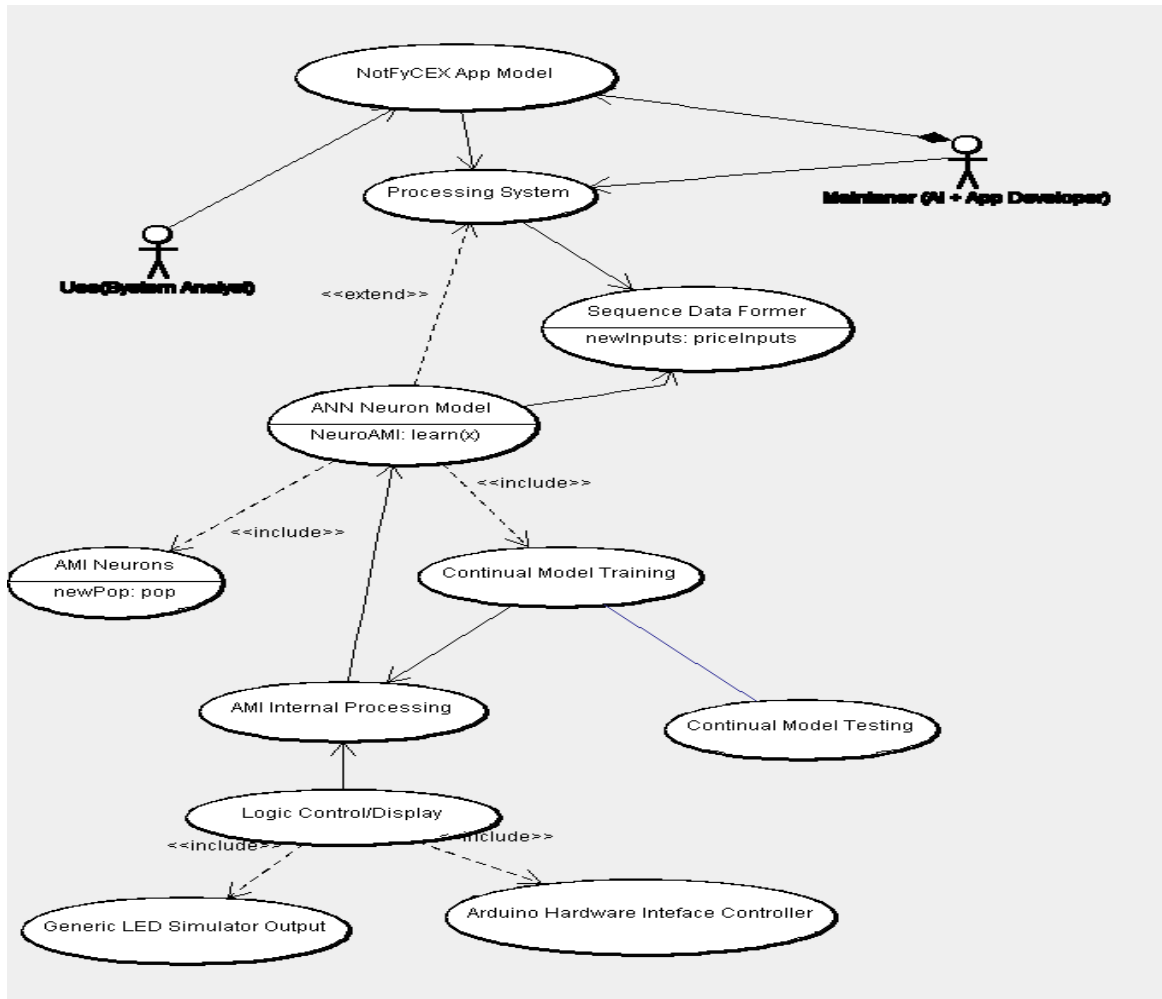 NotFyCEX App Model
Processing System
Maintaner (AI + App Developer)
Use(System Analyst)
<<extend>>
Sequence Data Former
newInputs: priceInputs
ANN Neuron Model
NeuroAMI: learn(x)
<<include>>
<<include>>
AMI Neurons
newPop: pop
Continual Model Training
AMI Internal Processing
Continual Model Testing
Logic Control/Display
<<include>>
<<include>>
Generic LED Simulator Output
Arduino Hardware Inteface Controller